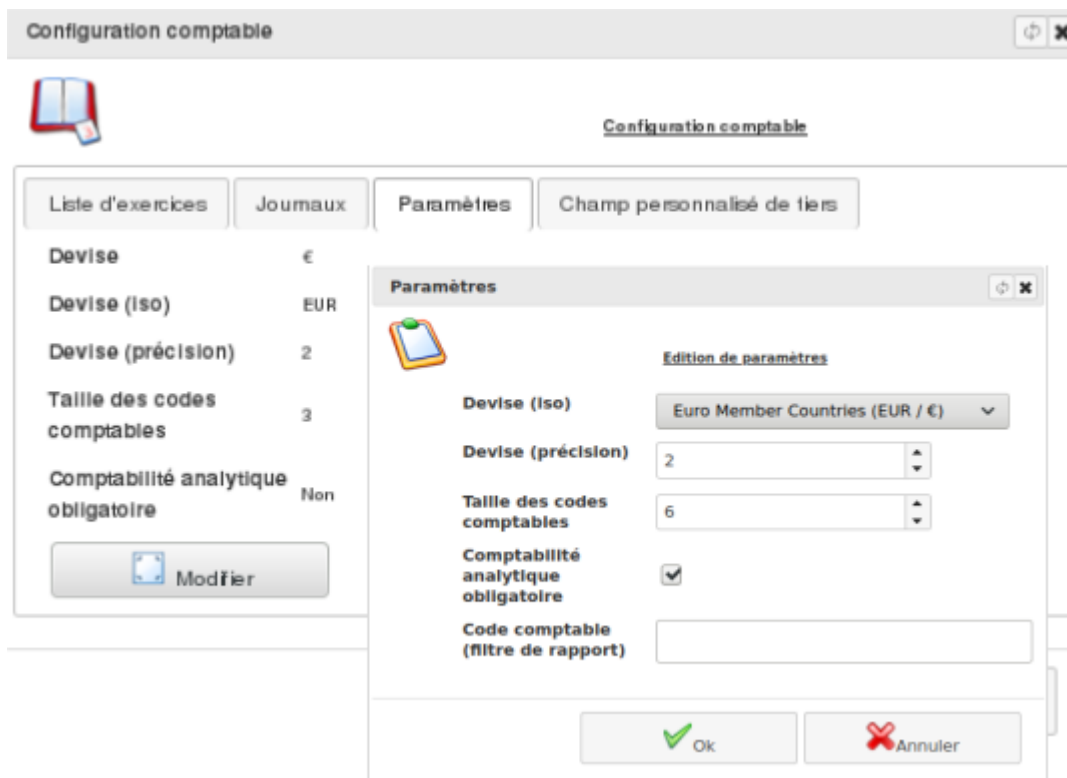 Configuration comptable
Configuration comptable
Liste d'exercices Journaux Paramètres Champ personnalisé de tiers
Devise €
Devise (iso) EUR
Devise (précision) 2
Taille des codes
comptables 3
Comptabilité analytique
obligatoire Non
Modifier
Paramètres
Edition de paramètres
Devise (iso) Euro Member Countries (EUR / €)
Devise (précision) 2
Taille des codes
comptables 6
Comptabilité
analytique
obligatoire
Code comptable
(filtre de rapport)
Ok Annuler